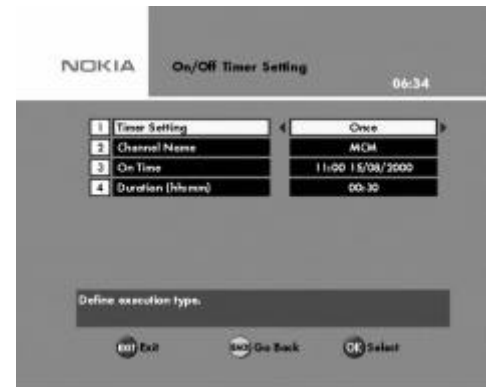 NOKIA
On/Off Timer Setting
06:34
1 Timer Setting Once
2 Channel Name MCM
3 On Time 11:00 15/08/2000
4 Duration (hh:mm) 00:30
Define execution type.
EXIT Exit BACK Go Back OK Select